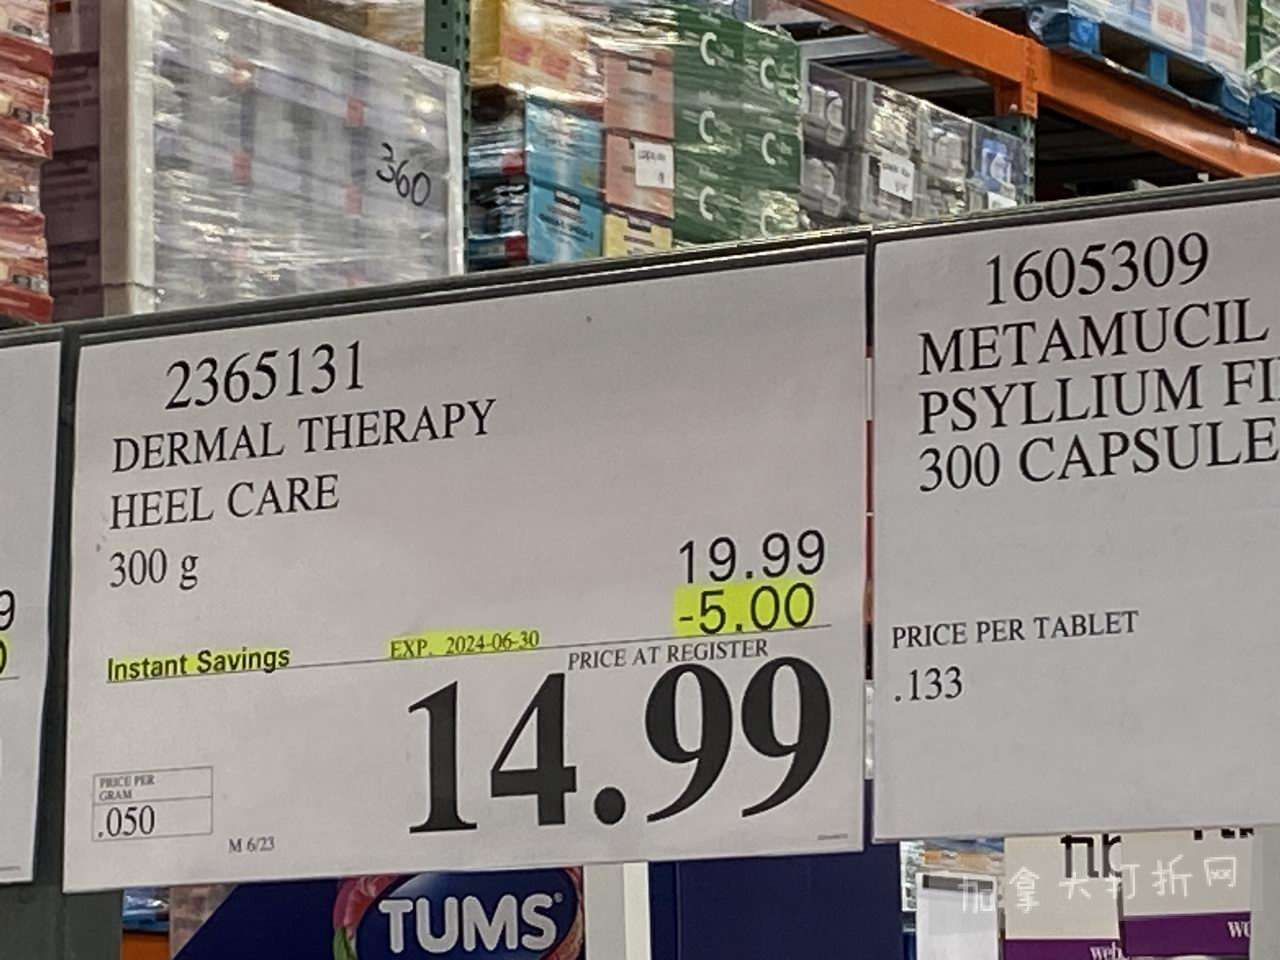 360
2365131
DERMAL THERAPY
HEEL CARE
300 g
19.99
-5.00
Instant Savings
EXP. 2024-06-30
PRICE AT REGISTER
14.99
PRICE PER
GRAM
.050
M 6/23
1605309
METAMUCIL
PSYLLIUM FI
300 CAPSULE
PRICE PER TABLET
.133
9
TUMS
加拿大打折网